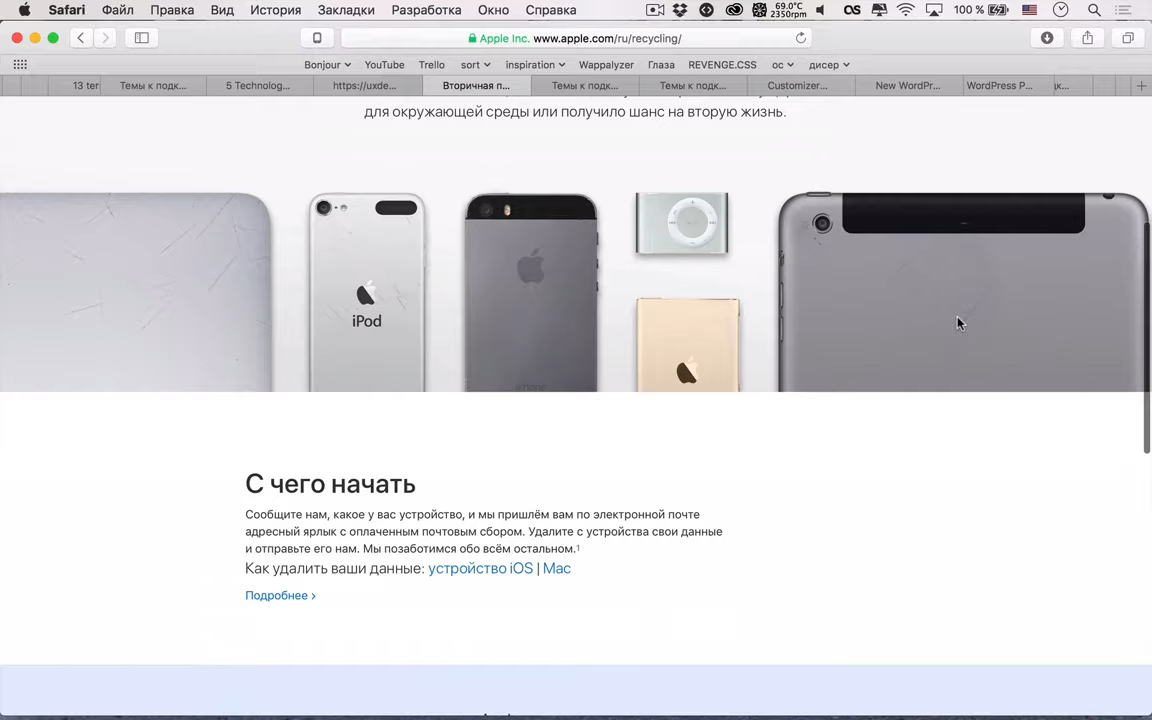 Safari Файл Правка Вид История Закладки Разработка Окно Справка 69.0°C 2350rpm 100 %
Apple Inc. www.apple.com/ru/recycling/
Bonjour YouTube Trello sort inspiration Wappalyzer Глаза REVENGE.CSS ос дисер
13 ter Темы к подк... 5 Technolog... https://uxde... Вторичная п... Темы к подк... Темы к подк... Customizer... New WordPr... WordPress P... цк...
для окружающей среды или получило шанс на вторую жизнь.
iPod
iPhone
С чего начать
Сообщите нам, какое у вас устройство, и мы пришлём вам по электронной почте
адресный ярлык с оплаченным почтовым сбором. Удалите с устройства свои данные
и отправьте его нам. Мы позаботимся обо всём остальном.¹
Как удалить ваши данные: устройство iOS | Mac
Подробнее ›